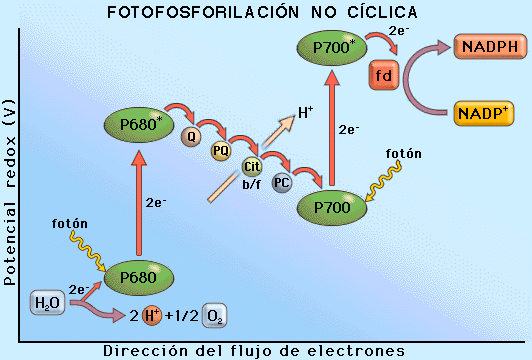 FOTOFOSFORILACIÓN NO CÍCLICA
Potencial redox (V)
P700*
2e-
fd
NADPH
NADP+
P680*
Q
PQ
Cit
b/f
PC
H+
2e-
fotón
P700
2e-
fotón
P680
2e-
H2O
2 H+ +1/2 O2
Dirección del flujo de electrones